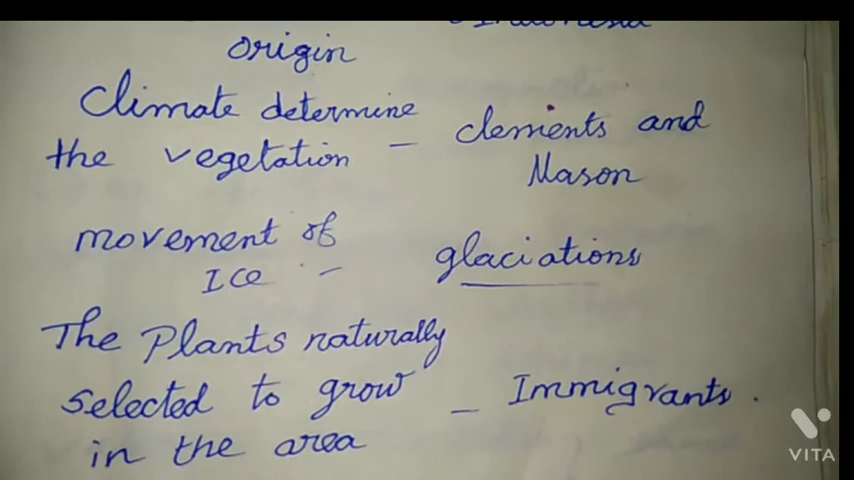 Indonesia
origin
Climate determine
the vegetation - clements and
Mason
movement of
Ice - glaciations
The Plants naturally
selected to grow - Immigrants.
in the area
VITA